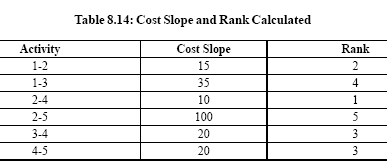 Table 8.14: Cost Slope and Rank Calculated
Activity Cost Slope Rank
1-2 15 2
1-3 35 4
2-4 10 1
2-5 100 5
3-4 20 3
4-5 20 3